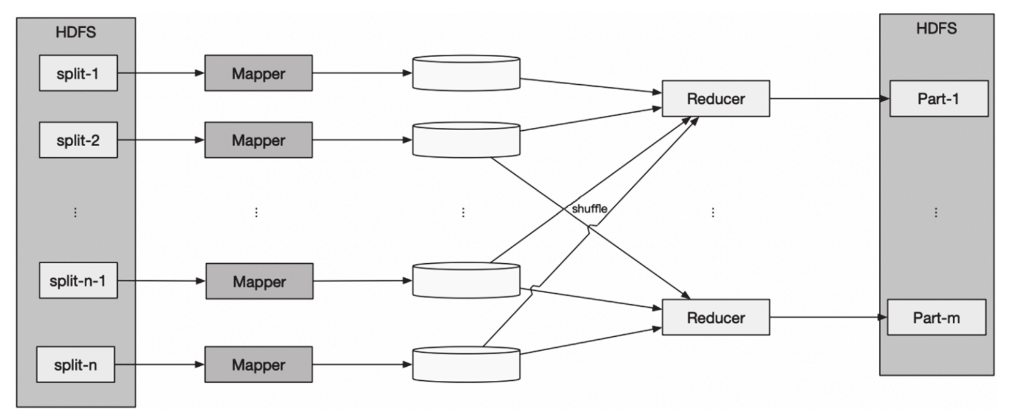 HDFS
HDFS
split-1
Mapper
Reducer
Part-1
split-2
Mapper
⋮
⋮
⋮
shuffle
⋮
⋮
split-n-1
Mapper
Reducer
Part-m
split-n
Mapper